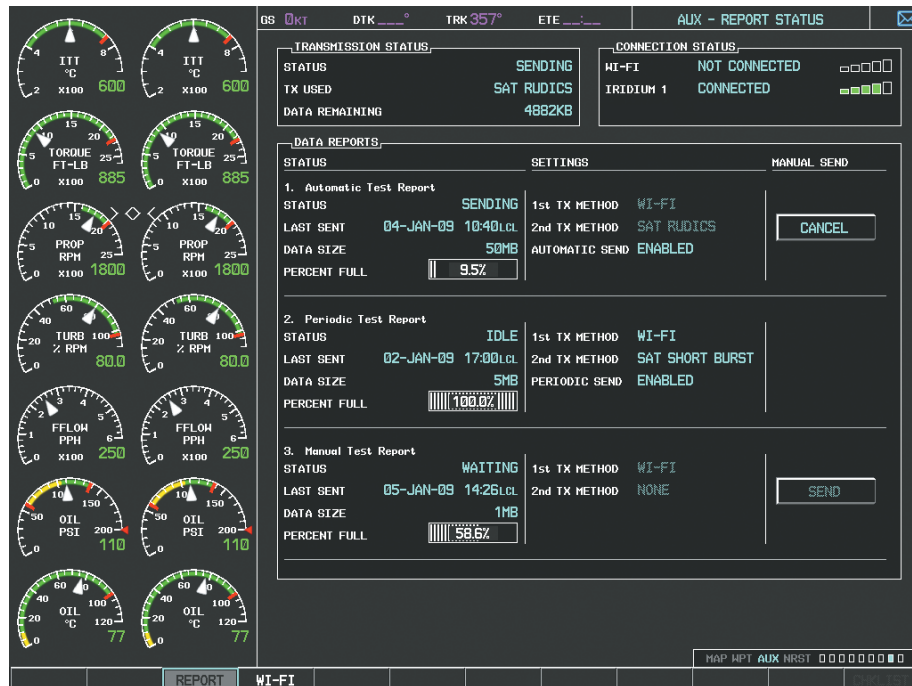 GS 0KT DTK ___° TRK 357° ETE __:__ AUX - REPORT STATUS
TRANSMISSION STATUS
STATUS SENDING
TX USED SAT RUDICS
DATA REMAINING 4882KB
CONNECTION STATUS
WI-FI NOT CONNECTED
IRIDIUM 1 CONNECTED
DATA REPORTS
STATUS SETTINGS MANUAL SEND
1. Automatic Test Report
STATUS SENDING 1st TX METHOD WI-FI
LAST SENT 04-JAN-09 10:40LCL 2nd TX METHOD SAT RUDICS CANCEL
DATA SIZE 50MB AUTOMATIC SEND ENABLED
PERCENT FULL 9.5%
2. Periodic Test Report
STATUS IDLE 1st TX METHOD WI-FI
LAST SENT 02-JAN-09 17:00LCL 2nd TX METHOD SAT SHORT BURST
DATA SIZE 5MB PERIODIC SEND ENABLED
PERCENT FULL 100.0%
3. Manual Test Report
STATUS WAITING 1st TX METHOD WI-FI
LAST SENT 05-JAN-09 14:26LCL 2nd TX METHOD NONE SEND
DATA SIZE 1MB
PERCENT FULL 58.6%
4 8 4 8
ITT ITT
°C °C
2 X100 600 2 X100 600
10 15 20 10 15 20
5 TORQUE 25 5 TORQUE 25
FT-LB FT-LB
0 X100 885 0 X100 885
15 20 15 20
5 PROP 25 5 PROP 25
RPM RPM
0 X100 1800 0 X100 1800
40 60 40 60
20 TURB 100 20 TURB 100
% RPM % RPM
0 80.0 0 80.0
2 3 4 5 2 3 4 5
1 FFLOW 6 1 FFLOW 6
PPH PPH
0 X100 250 0 X100 250
50 10 150 50 10 150
OIL OIL
PSI 200 PSI 200
0 110 0 110
40 60 100 40 60 100
20 OIL 120 20 OIL 120
°C °C
0 77 0 77
MAP WPT AUX NRST
REPORT WI-FI CHKLIST